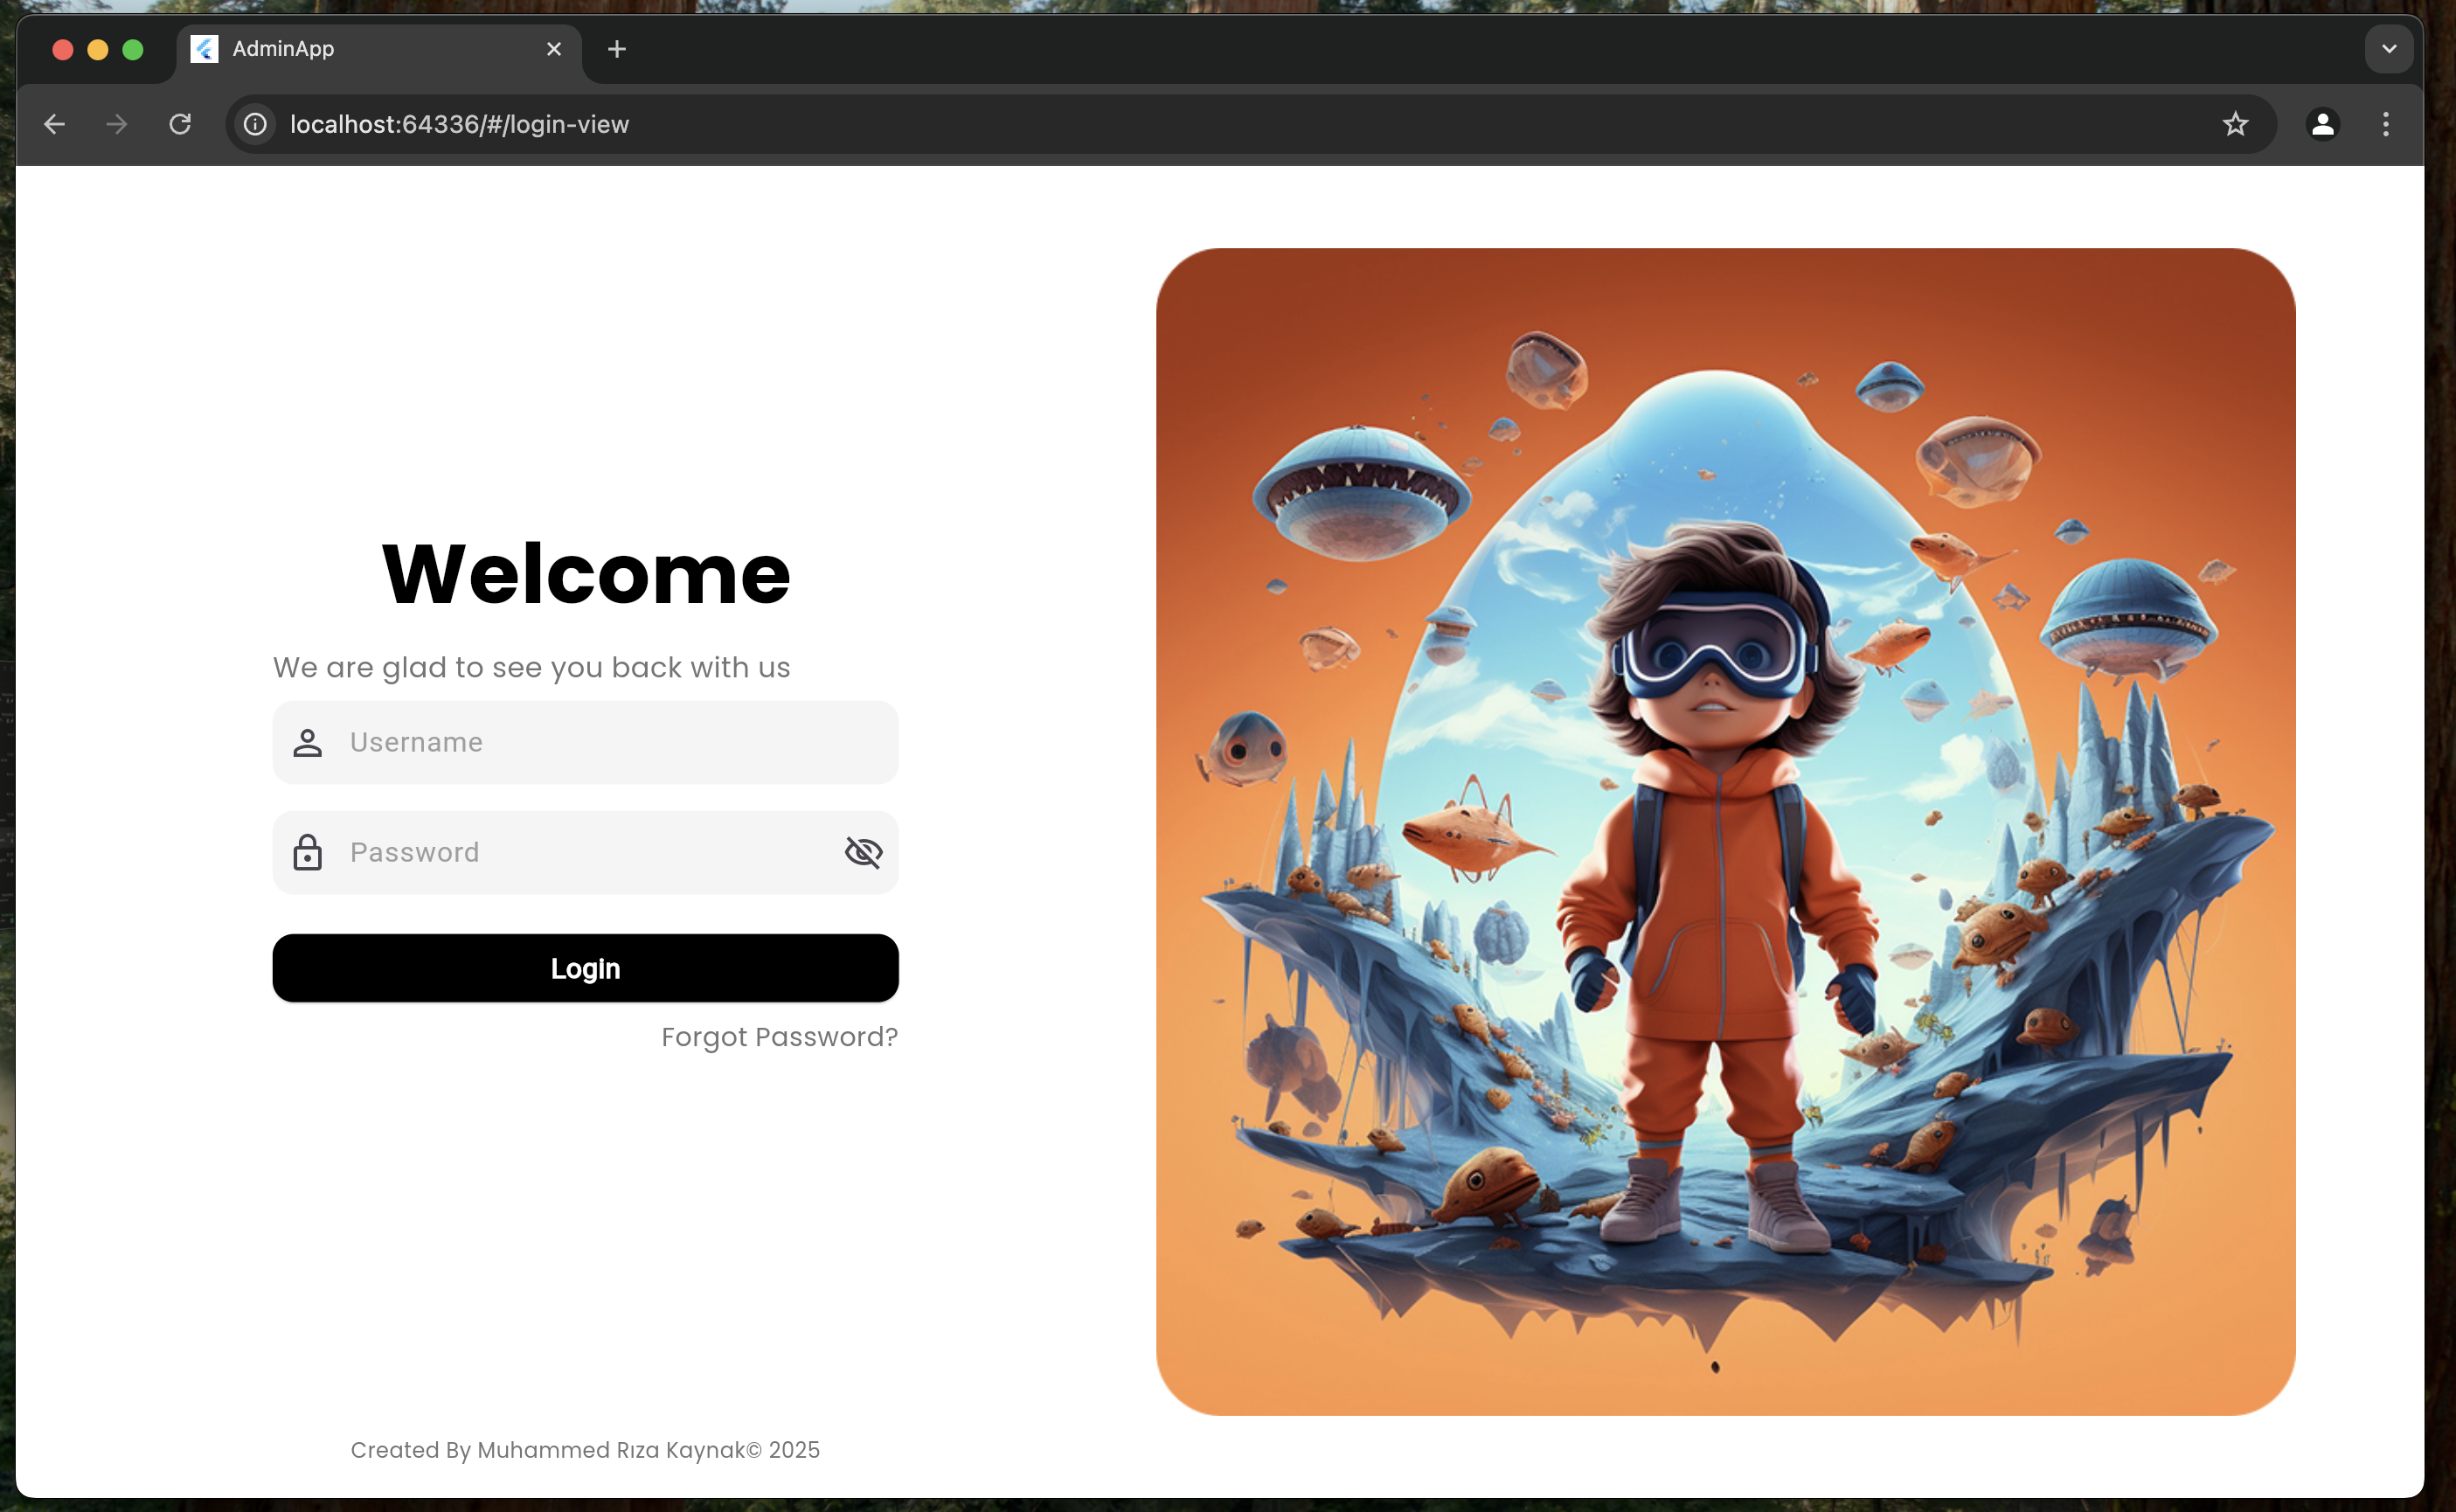 AdminApp
localhost:64336/#/login-view
Welcome
We are glad to see you back with us
Username
Password
Login
Forgot Password?
Created By Muhammed Rıza Kaynak© 2025